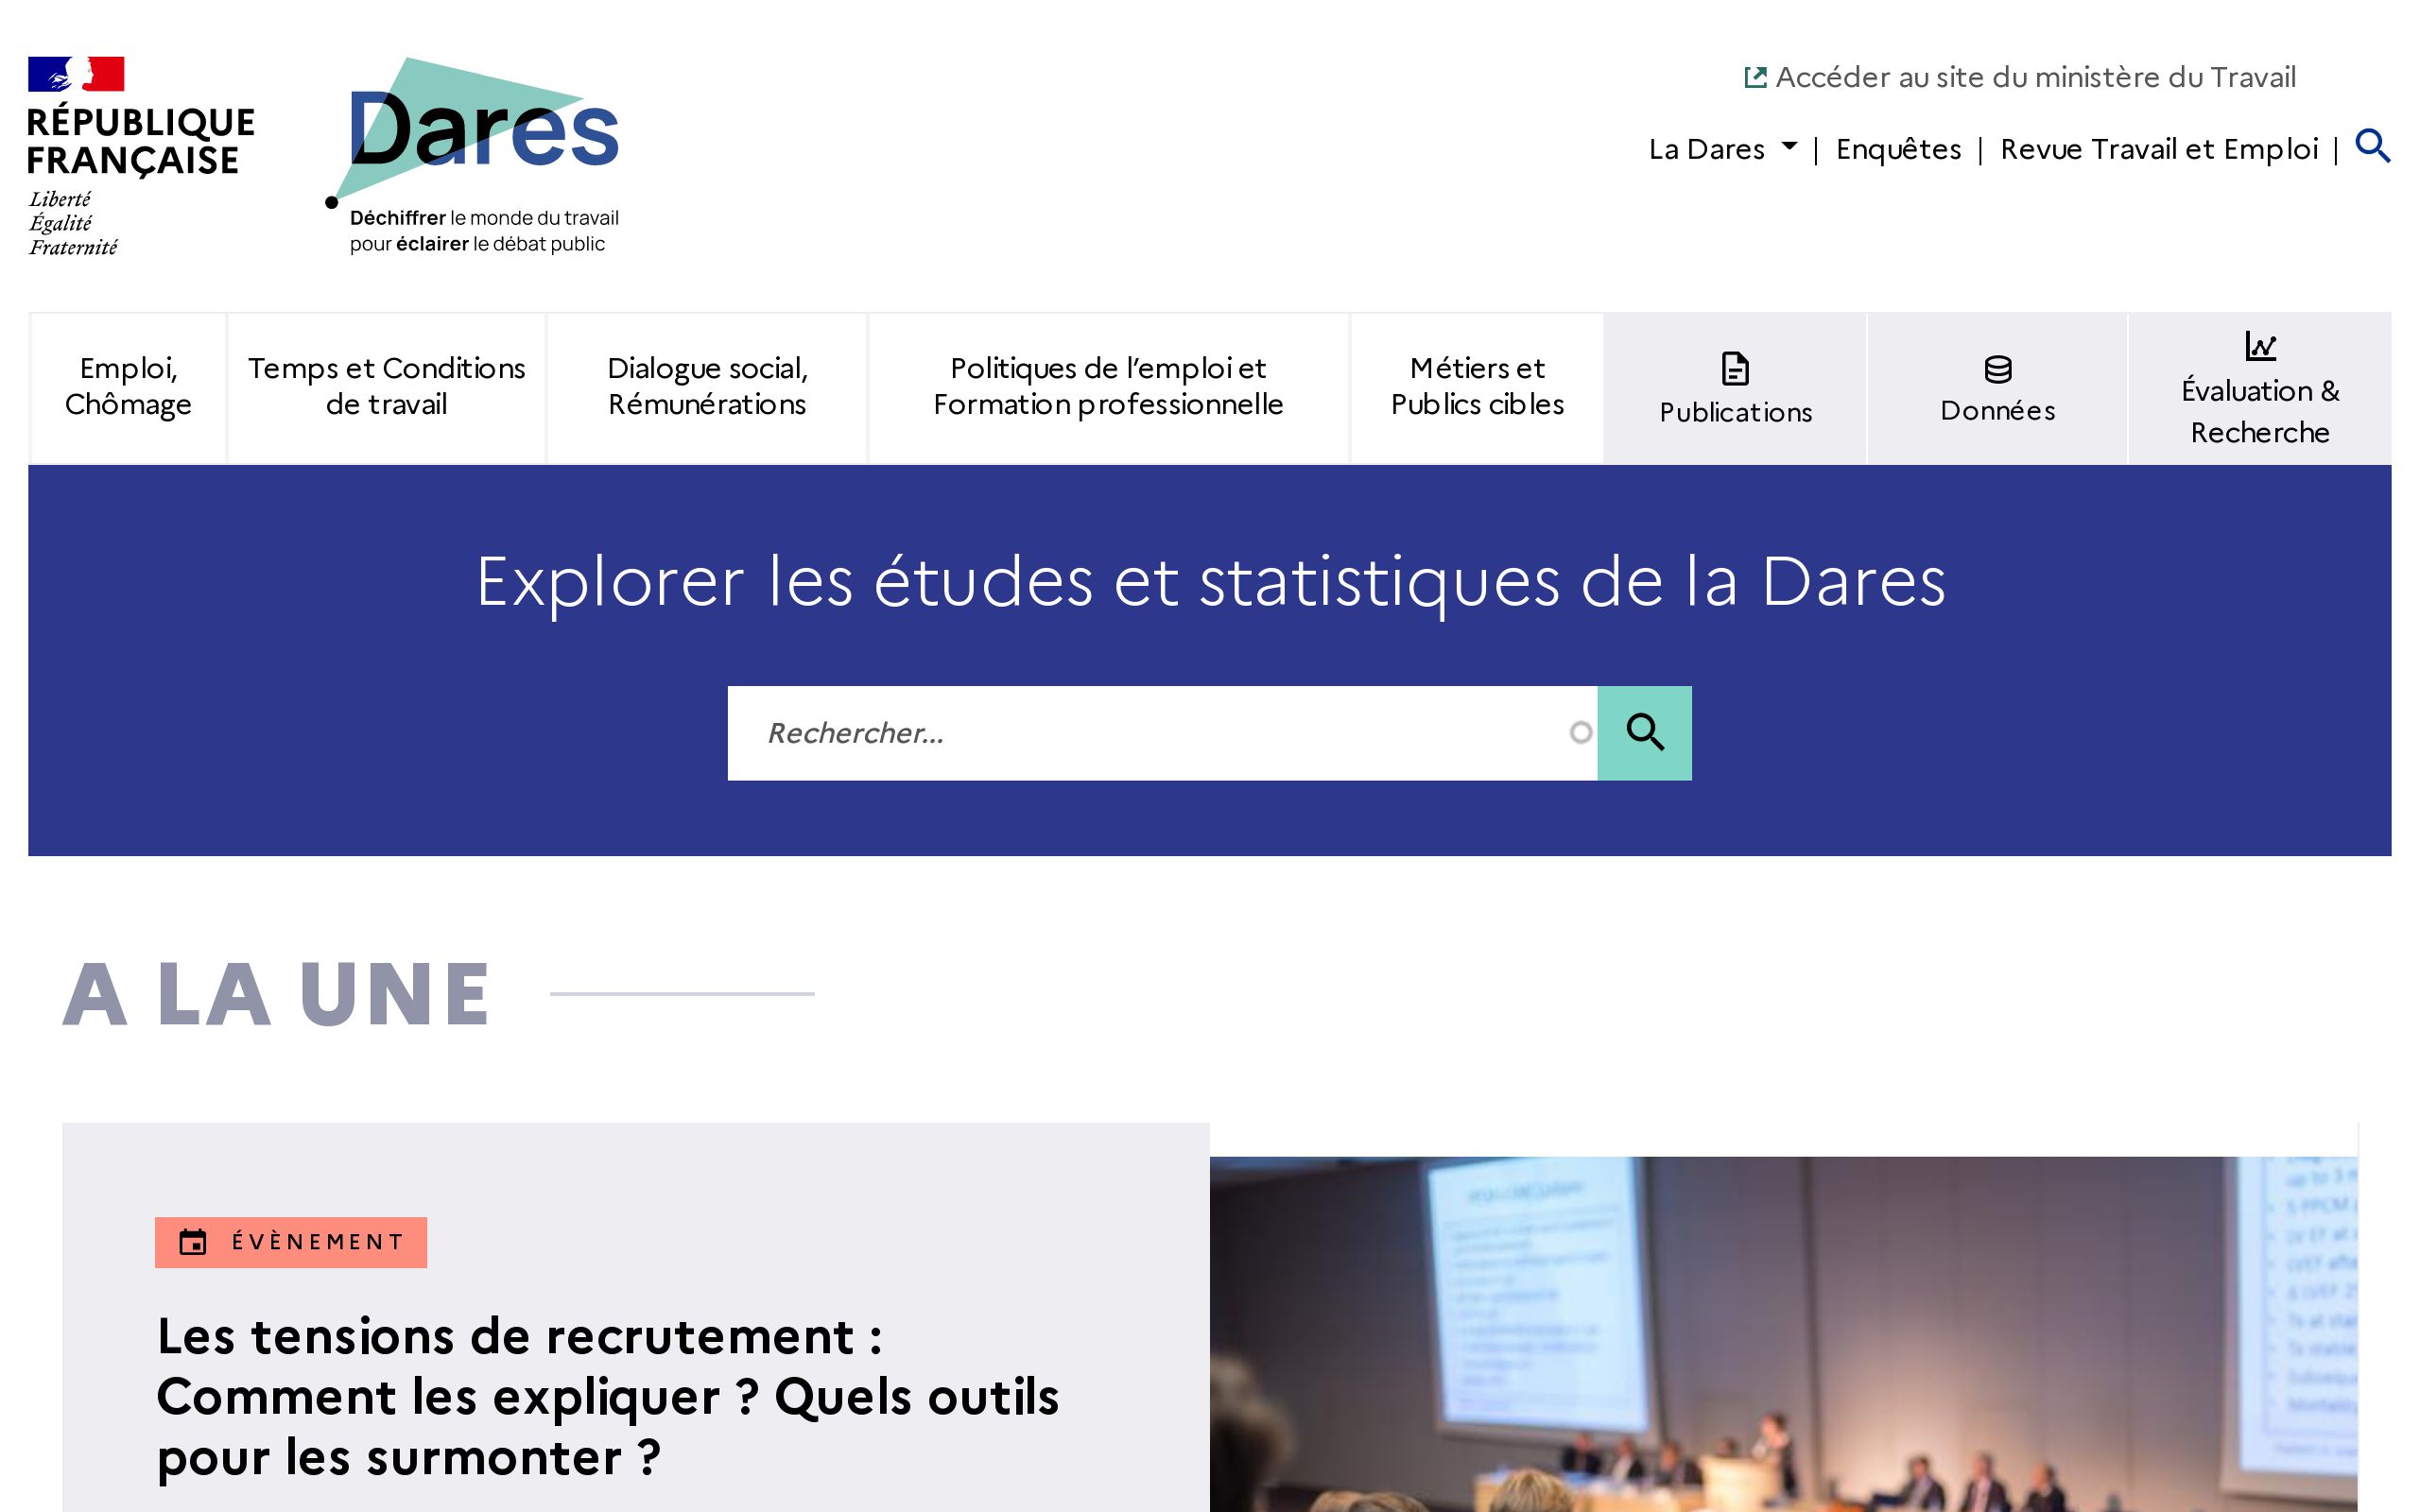 RÉPUBLIQUE
FRANÇAISE
Liberté
Égalité
Fraternité
Dares
Déchiffrer le monde du travail
pour éclairer le débat public
Accéder au site du ministère du Travail
La Dares | Enquêtes | Revue Travail et Emploi |
Emploi,
Chômage
Temps et Conditions
de travail
Dialogue social,
Rémunérations
Politiques de l’emploi et
Formation professionnelle
Métiers et
Publics cibles
Publications
Données
Évaluation &
Recherche
Explorer les études et statistiques de la Dares
Rechercher...
A LA UNE
ÉVÈNEMENT
Les tensions de recrutement :
Comment les expliquer ? Quels outils
pour les surmonter ?